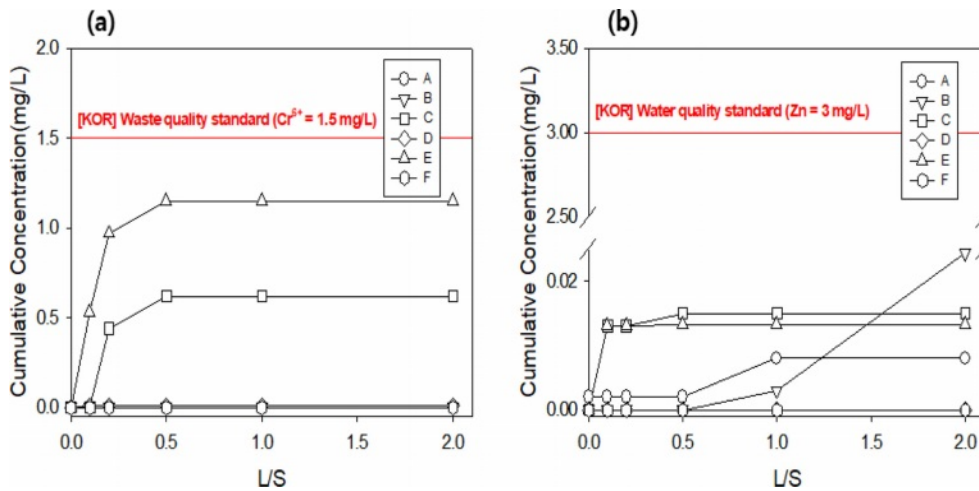 (a)
Cumulative Concentration(mg/L)
2.0
1.5
1.0
0.5
0.0
[KOR] Waste quality standard (Cr⁶⁺ = 1.5 mg/L)
A
B
C
D
E
F
0.0 0.5 1.0 1.5 2.0
L/S
(b)
Cumulative Concentration(mg/L)
3.50
3.00
2.50
0.02
0.00
[KOR] Water quality standard (Zn = 3 mg/L)
A
B
C
D
E
F
0.0 0.5 1.0 1.5 2.0
L/S